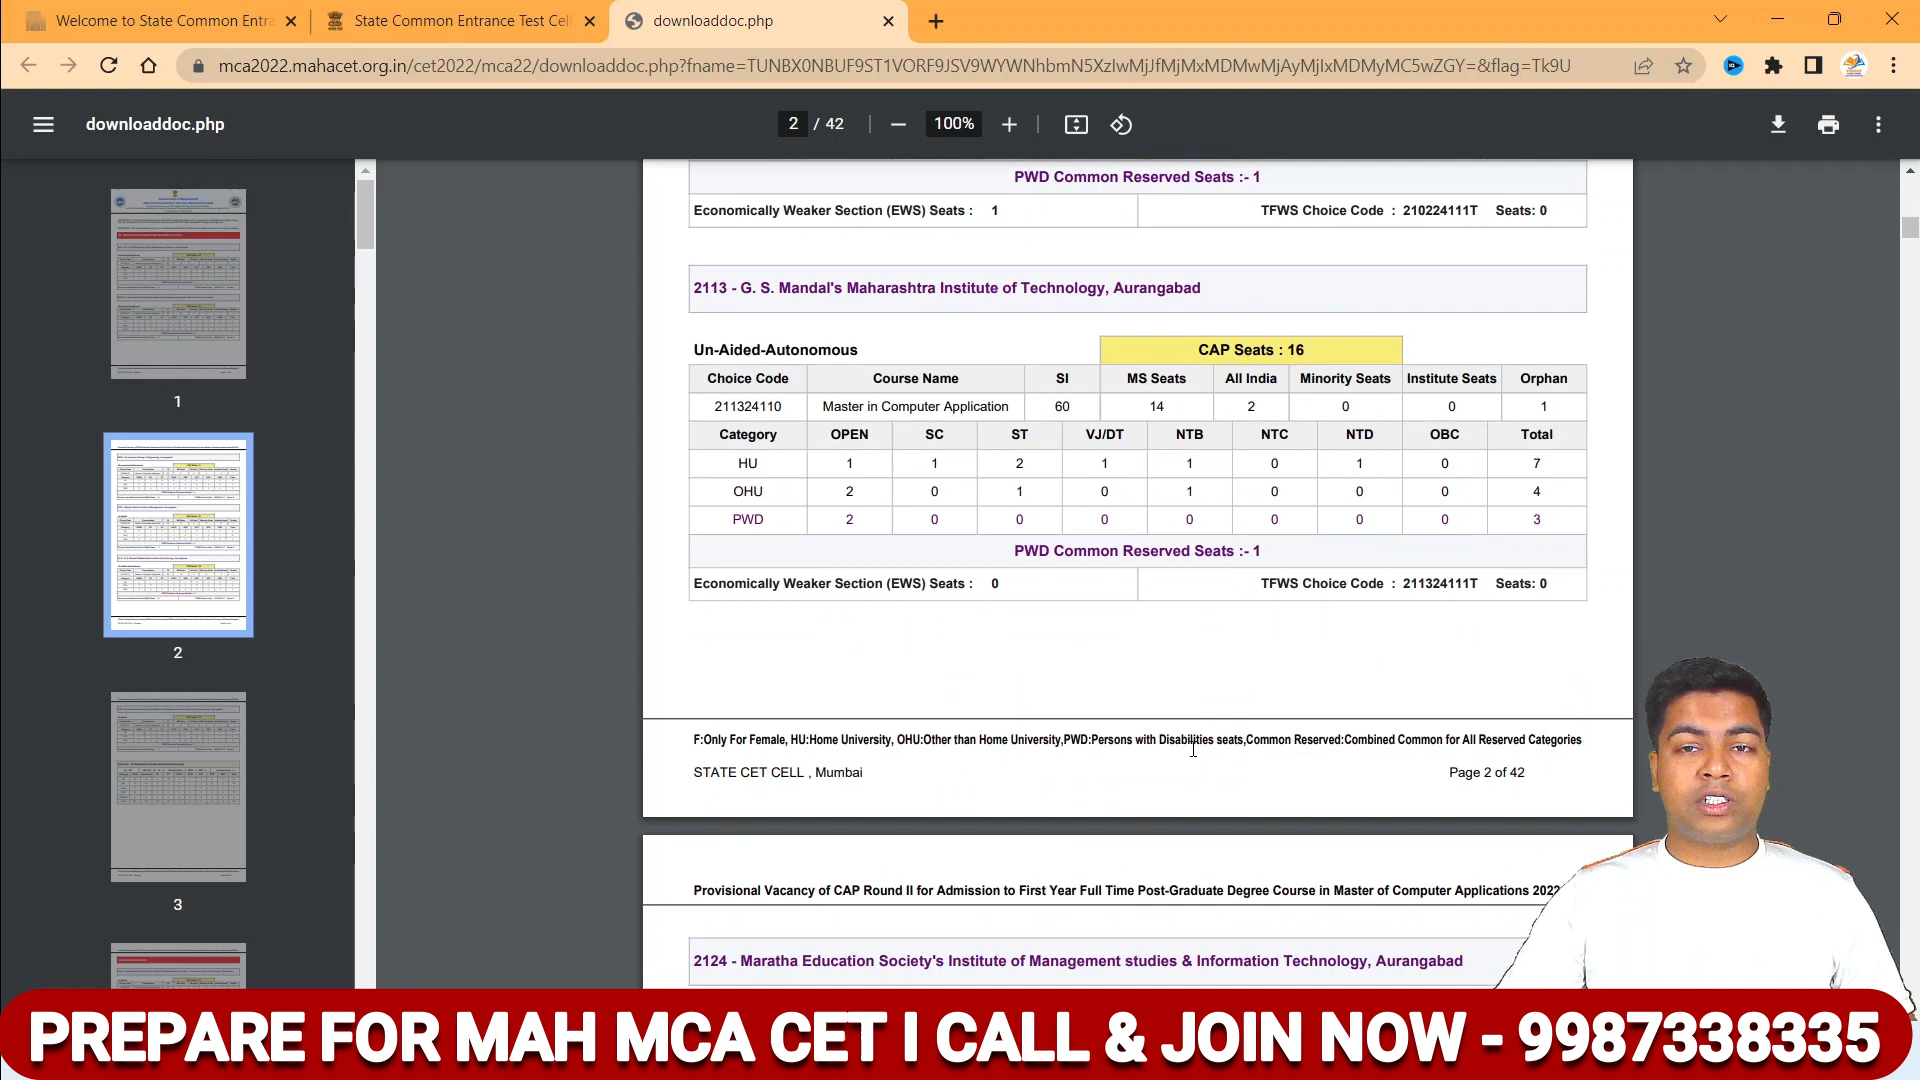 Welcome to State Common Entra
State Common Entrance Test Cell
downloaddoc.php
mca2022.mahacet.org.in/cet2022/mca22/downloaddoc.php?fname=TUNBX0NBUF9ST1VORF9JSV9WYWNhbmN5XzIwMjJfMjMxMDMwMjAyMjIxMDMyMC5wZGY=&flag=Tk9U
downloaddoc.php
2 / 42
100%
1
2
3
PWD Common Reserved Seats :- 1
Economically Weaker Section (EWS) Seats : 1 TFWS Choice Code : 210224111T Seats: 0
2113 - G. S. Mandal's Maharashtra Institute of Technology, Aurangabad
Un-Aided-Autonomous CAP Seats : 16
Choice Code Course Name SI MS Seats All India Minority Seats Institute Seats Orphan
211324110 Master in Computer Application 60 14 2 0 0 1
Category OPEN SC ST VJ/DT NTB NTC NTD OBC Total
HU 1 1 2 1 1 0 1 0 7
OHU 2 0 1 0 1 0 0 0 4
PWD 2 0 0 0 0 0 0 0 3
PWD Common Reserved Seats :- 1
Economically Weaker Section (EWS) Seats : 0 TFWS Choice Code : 211324111T Seats: 0
F:Only For Female, HU:Home University, OHU:Other than Home University,PWD:Persons with Disabilities seats,Common Reserved:Combined Common for All Reserved Categories
STATE CET CELL , Mumbai Page 2 of 42
Provisional Vacancy of CAP Round II for Admission to First Year Full Time Post-Graduate Degree Course in Master of Computer Applications 2022
2124 - Maratha Education Society's Institute of Management studies & Information Technology, Aurangabad
PREPARE FOR MAH MCA CET I CALL & JOIN NOW - 9987338335